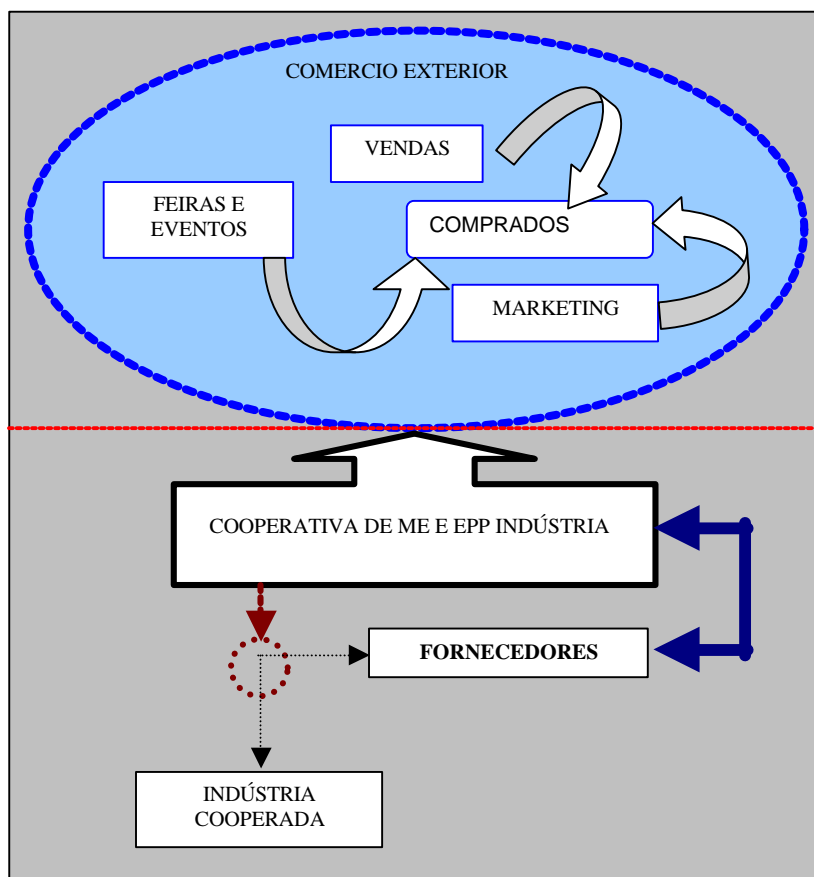 COMERCIO EXTERIOR
VENDAS
FEIRAS E
EVENTOS
COMPRADOS
MARKETING
COOPERATIVA DE ME E EPP INDÚSTRIA
FORNECEDORES
INDÚSTRIA
COOPERADA